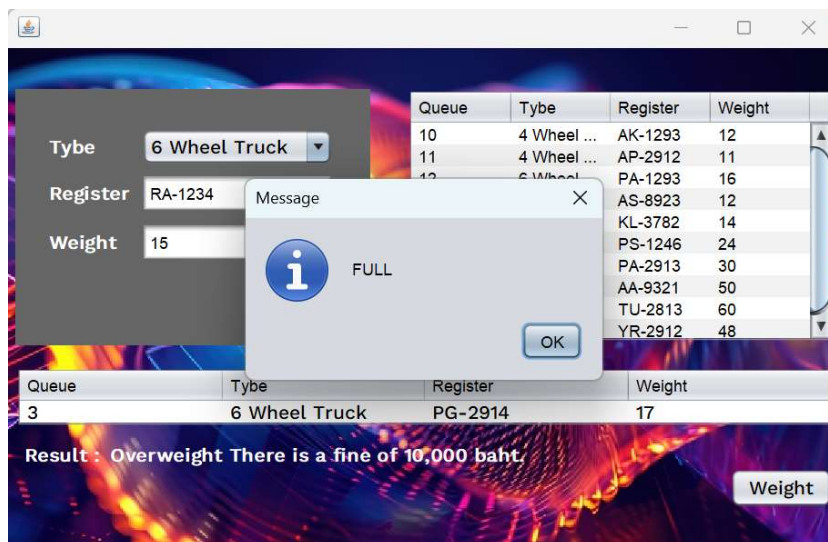 Queue Tybe Register Weight
10 4 Wheel ... AK-1293 12
11 4 Wheel ... AP-2912 11
PA-1293 16
AS-8923 12
KL-3782 14
PS-1246 24
PA-2913 30
AA-9321 50
TU-2813 60
YR-2912 48
Tybe 6 Wheel Truck
Register RA-1234
Weight 15
Message
FULL
OK
Queue Tybe Register Weight
3 6 Wheel Truck PG-2914 17
Result : Overweight There is a fine of 10,000 baht.
Weight